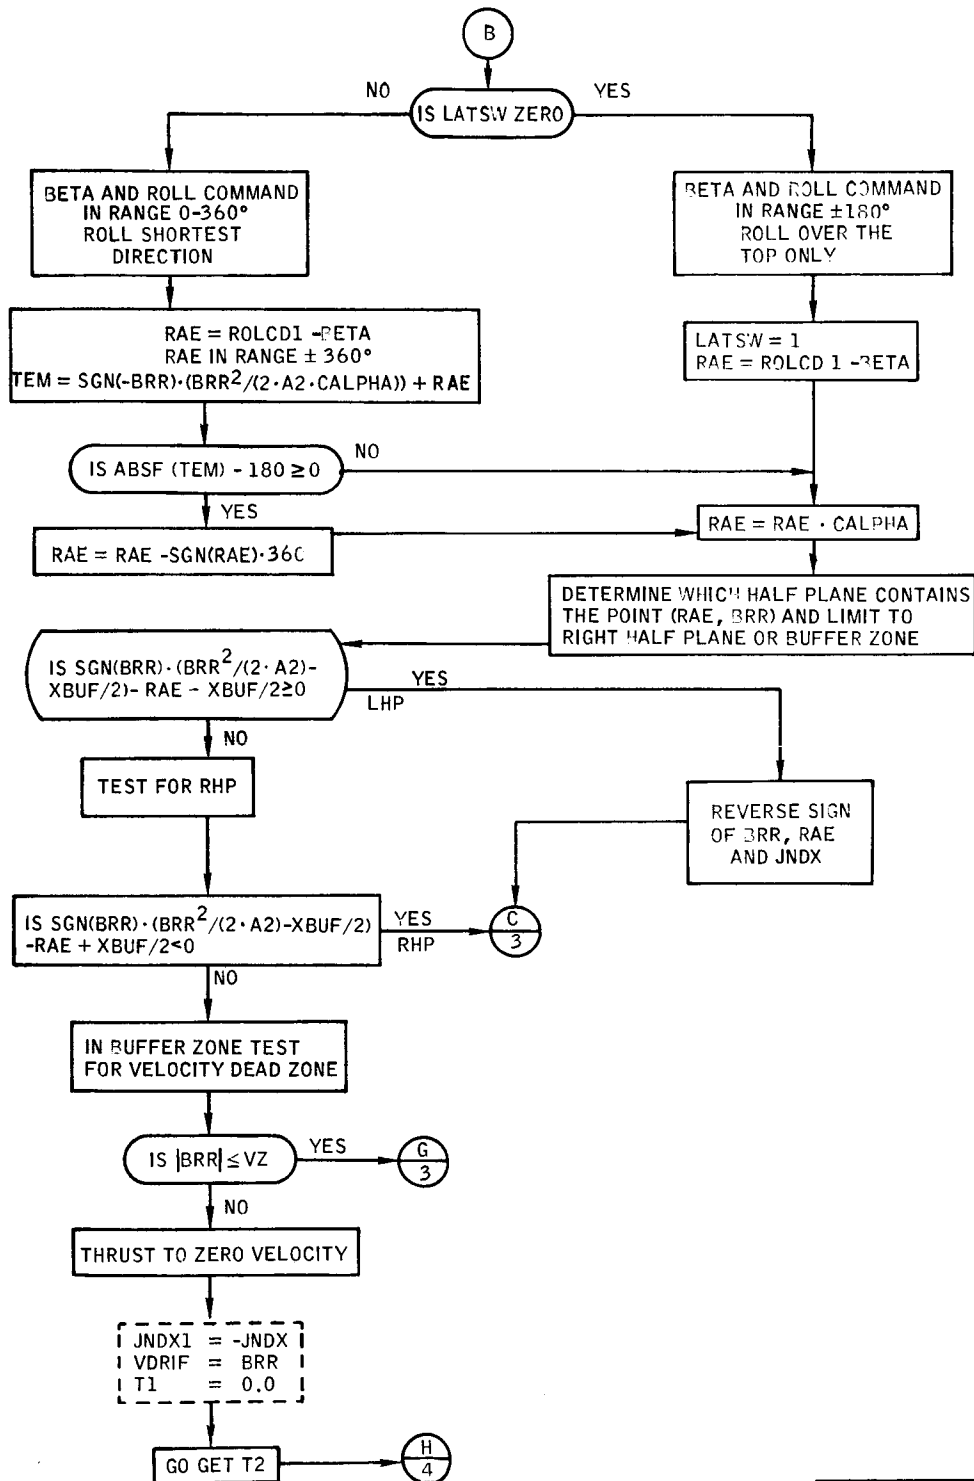 B
NO
YES
IS LATSW ZERO
BETA AND ROLL COMMAND
IN RANGE 0-360°
ROLL SHORTEST
DIRECTION
BETA AND ROLL COMMAND
IN RANGE ±180°
ROLL OVER THE
TOP ONLY
RAE = ROLCD1 -BETA
RAE IN RANGE ± 360°
TEM = SGN(-BRR)·(BRR²/(2·A2·CALPHA)) + RAE
LATSW = 1
RAE = ROLCD 1 -BETA
IS ABSF (TEM) - 180 ≥ 0
NO
YES
RAE = RAE -SGN(RAE)·360
RAE = RAE · CALPHA
DETERMINE WHICH HALF PLANE CONTAINS
THE POINT (RAE, BRR) AND LIMIT TO
RIGHT HALF PLANE OR BUFFER ZONE
IS SGN(BRR)·(BRR²/(2·A2)-
XBUF/2)- RAE - XBUF/2≥0
YES
LHP
NO
TEST FOR RHP
REVERSE SIGN
OF BRR, RAE
AND JNDX
IS SGN(BRR)·(BRR²/(2·A2)-XBUF/2)
-RAE + XBUF/2<0
YES
RHP
C
3
NO
IN BUFFER ZONE TEST
FOR VELOCITY DEAD ZONE
IS |BRR| ≤ VZ
YES
G
3
NO
THRUST TO ZERO VELOCITY
JNDX1 = -JNDX
VDRIF = BRR
T1 = 0.0
GO GET T2
H
4